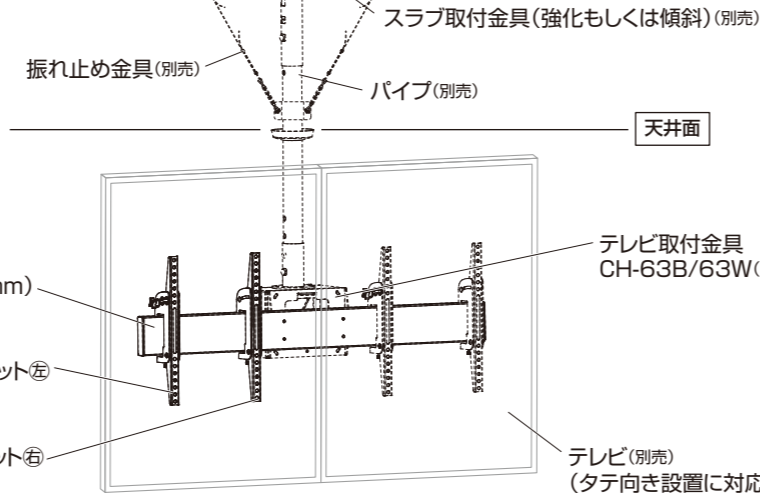 スラブ取付金具(強化もしくは傾斜)(別売)
振れ止め金具(別売)
パイプ(別売)
天井面
テレビ取付金具
CH-63B/63W(
mm)
ット㊧
ット㊨
テレビ(別売)
(タテ向き設置に対応